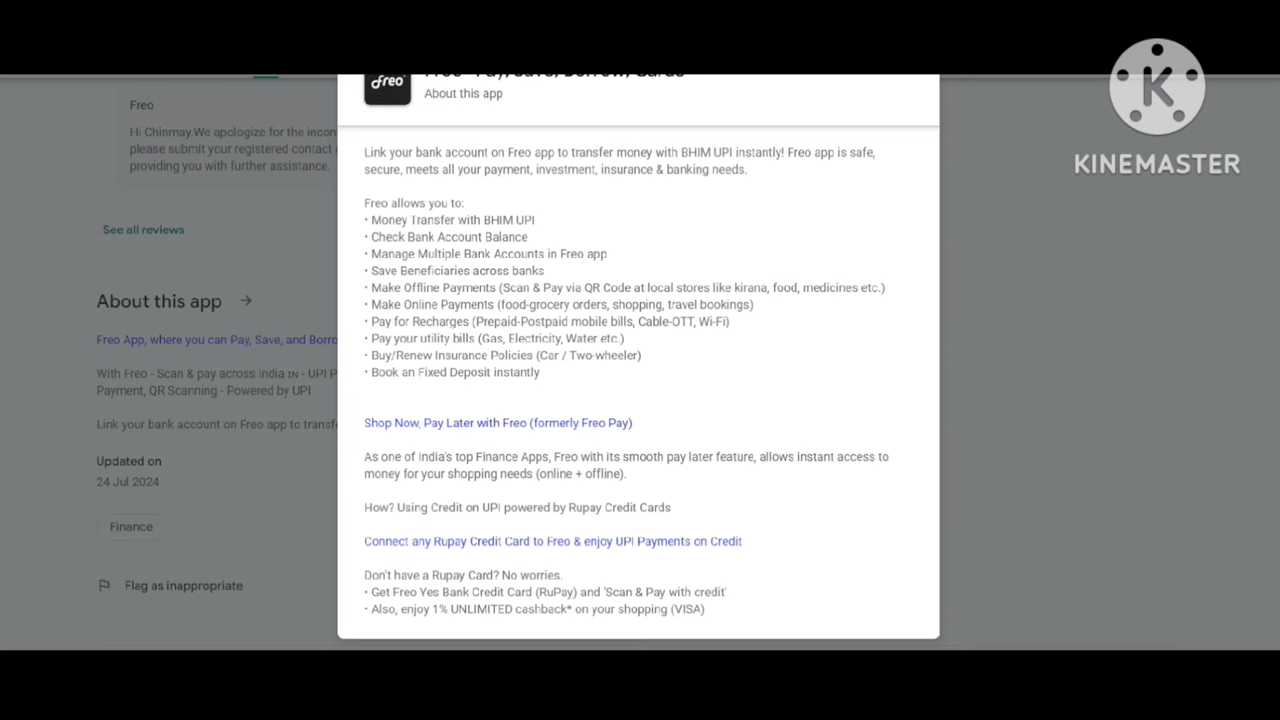 freo
Freo - Pay, Save, Borrow, Cards
About this app
K
KINEMASTER
Freo
Hi Chinmay.We apologize for the incon
please submit your registered contact
providing you with further assistance.
See all reviews
About this app →
Freo App, where you can Pay, Save, and Borro
With Freo - Scan & pay across India IN - UPI P
Payment, QR Scanning - Powered by UPI
Link your bank account on Freo app to transf
Updated on
24 Jul 2024
Finance
Flag as inappropriate
Link your bank account on Freo app to transfer money with BHIM UPI instantly! Freo app is safe,
secure, meets all your payment, investment, insurance & banking needs.
Freo allows you to:
• Money Transfer with BHIM UPI
• Check Bank Account Balance
• Manage Multiple Bank Accounts in Freo app
• Save Beneficiaries across banks
• Make Offline Payments (Scan & Pay via QR Code at local stores like kirana, food, medicines etc.)
• Make Online Payments (food-grocery orders, shopping, travel bookings)
• Pay for Recharges (Prepaid-Postpaid mobile bills, Cable-OTT, Wi-Fi)
• Pay your utility bills (Gas, Electricity, Water etc.)
• Buy/Renew Insurance Policies (Car / Two-wheeler)
• Book an Fixed Deposit instantly
Shop Now, Pay Later with Freo (formerly Freo Pay)
As one of India's top Finance Apps, Freo with its smooth pay later feature, allows instant access to
money for your shopping needs (online + offline).
How? Using Credit on UPI powered by Rupay Credit Cards
Connect any Rupay Credit Card to Freo & enjoy UPI Payments on Credit
Don't have a Rupay Card? No worries.
• Get Freo Yes Bank Credit Card (RuPay) and 'Scan & Pay with credit'
• Also, enjoy 1% UNLIMITED cashback* on your shopping (VISA)